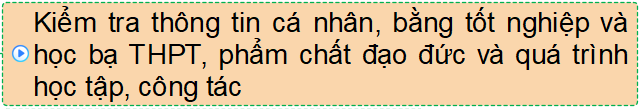 Kiểm tra thông tin cá nhân, bằng tốt nghiệp và
học bạ THPT, phẩm chất đạo đức và quá trình
học tập, công tác